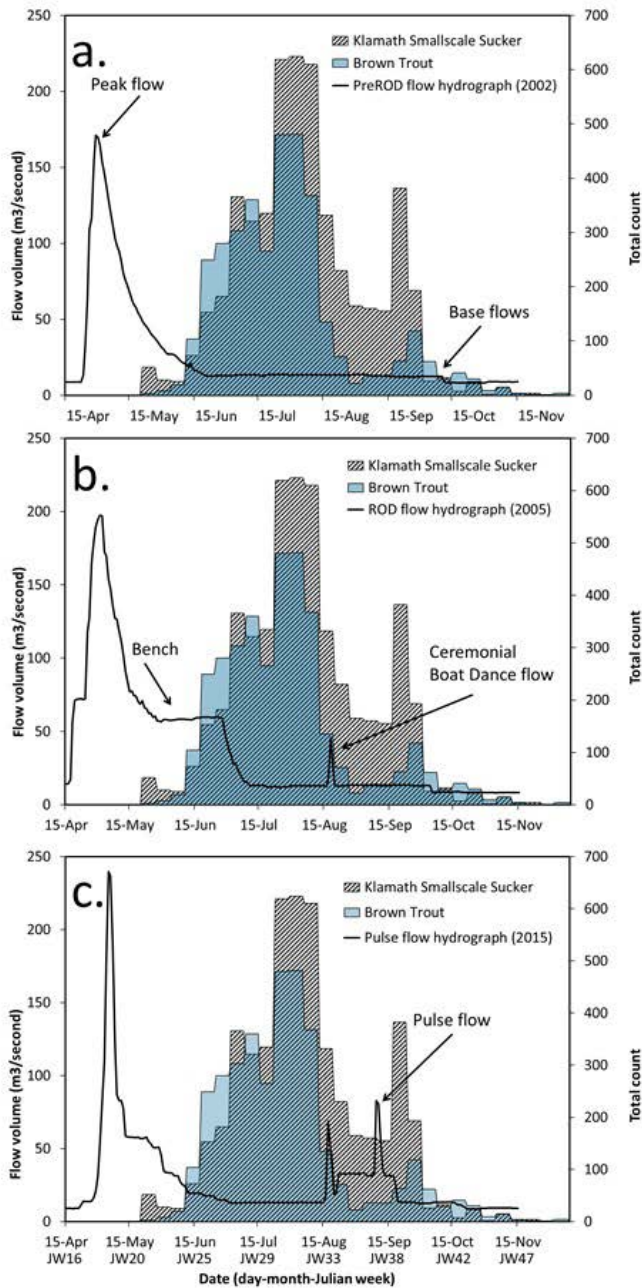 a.
Klamath Smallscale Sucker
Brown Trout
PreROD flow hydrograph (2002)
Peak flow
Base flows
Flow volume (m3/second)
Total count
250
200
150
100
50
0
700
600
500
400
300
200
100
0
15-Apr 15-May 15-Jun 15-Jul 15-Aug 15-Sep 15-Oct 15-Nov
b.
Klamath Smallscale Sucker
Brown Trout
ROD flow hydrograph (2005)
Bench
Ceremonial
Boat Dance flow
Flow volume (m3/second)
Total count
250
200
150
100
50
0
700
600
500
400
300
200
100
0
15-Apr 15-May 15-Jun 15-Jul 15-Aug 15-Sep 15-Oct 15-Nov
c.
Klamath Smallscale Sucker
Brown Trout
Pulse flow hydrograph (2015)
Pulse flow
Flow volume (m3/second)
Total count
250
200
150
100
50
0
700
600
500
400
300
200
100
0
15-Apr 15-May 15-Jun 15-Jul 15-Aug 15-Sep 15-Oct 15-Nov
JW16 JW20 JW25 JW29 JW33 JW38 JW42 JW47
Date (day-month-Julian week)